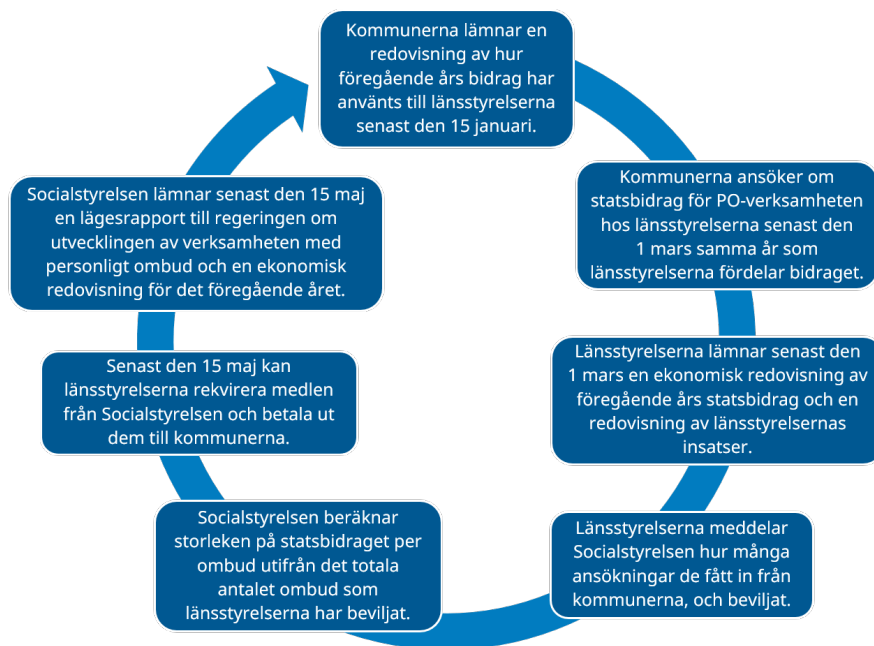 Kommunerna lämnar en
redovisning av hur
föregående års bidrag har
använts till länsstyrelserna
senast den 15 januari.
Kommunerna ansöker om
statsbidrag för PO-verksamheten
hos länsstyrelserna senast den
1 mars samma år som
länsstyrelserna fördelar bidraget.
Länsstyrelserna lämnar senast den
1 mars en ekonomisk redovisning av
föregående års statsbidrag och en
redovisning av länsstyrelsernas
insatser.
Länsstyrelserna meddelar
Socialstyrelsen hur många
ansökningar de fått in från
kommunerna, och beviljat.
Socialstyrelsen beräknar
storleken på statsbidraget per
ombud utifrån det totala
antalet ombud som
länsstyrelserna har beviljat.
Senast den 15 maj kan
länsstyrelserna rekvirera medlen
från Socialstyrelsen och betala ut
dem till kommunerna.
Socialstyrelsen lämnar senast den 15 maj
en lägesrapport till regeringen om
utvecklingen av verksamheten med
personligt ombud och en ekonomisk
redovisning för det föregående året.